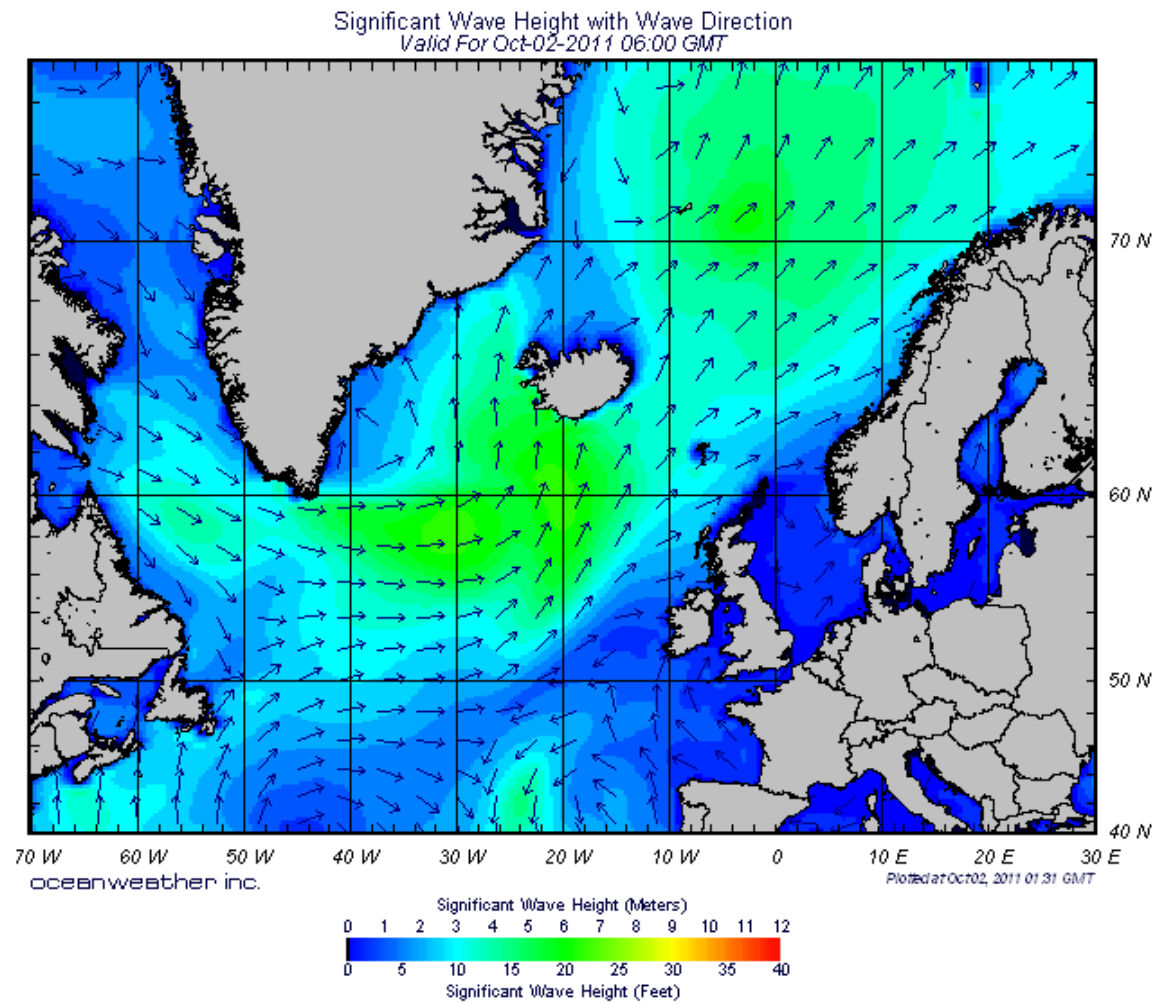 Significant Wave Height with Wave Direction
Valid For Oct-02-2011 06:00 GMT
70 N
60 N
50 N
40 N
70 W 60 W 50 W 40 W 30 W 20 W 10 W 0 10 E 20 E 30 E
oceanweather inc.
Plotted at Oct02, 2011 01:31 GMT
Significant Wave Height (Meters)
0 1 2 3 4 5 6 7 8 9 10 11 12
0 5 10 15 20 25 30 35 40
Significant Wave Height (Feet)